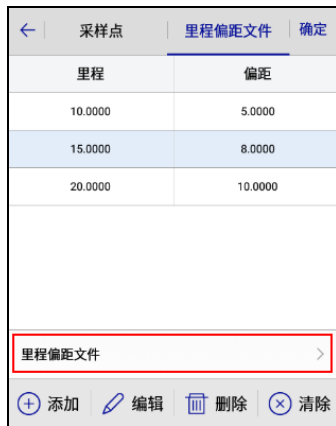 采样点 里程偏距文件 确定
里程 偏距
10.0000 5.0000
15.0000 8.0000
20.0000 10.0000
里程偏距文件
添加 编辑 删除 清除